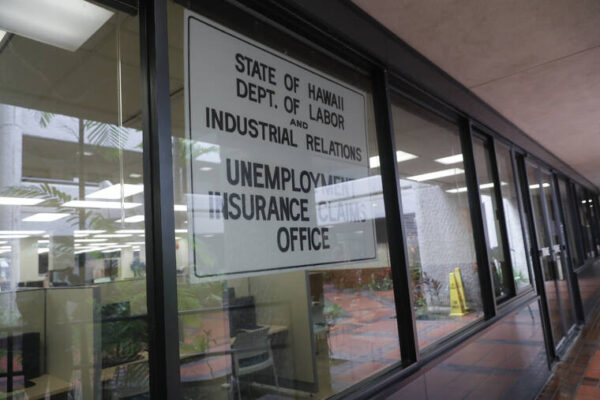 STATE OF HAWAII
DEPT. OF LABOR
AND
INDUSTRIAL RELATIONS
UNEMPLOYMENT
INSURANCE CLAIMS
OFFICE